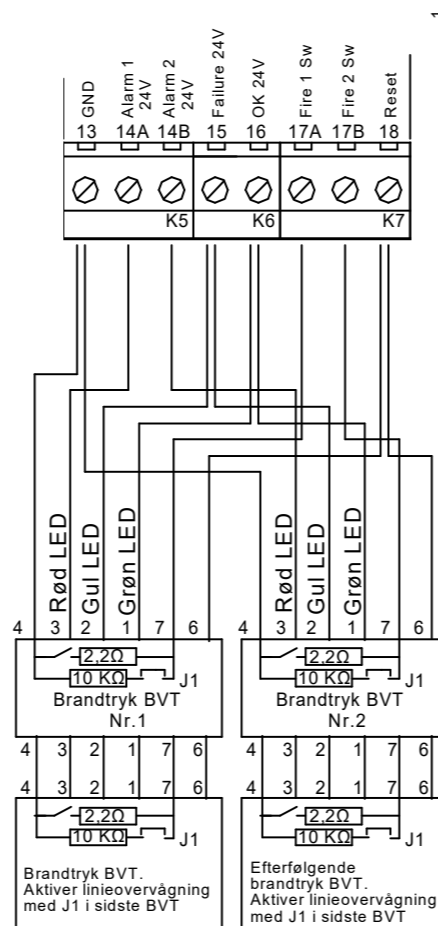 1
GND
Alarm 1
24V
Alarm 2
24V
Failure 24V
OK 24V
Fire 1 Sw
Fire 2 Sw
Reset
13 14A 14B 15 16 17A 17B 18
K5 K6 K7
Rød LED
Gul LED
Grøn LED
Rød LED
Gul LED
Grøn LED
4 3 2 1 7 6 4 3 2 1 7 6
2,2Ω 2,2Ω
10 KΩ J1 10 KΩ J1
Brandtryk BVT
Nr.1
Brandtryk BVT
Nr.2
4 3 2 1 7 6 4 3 2 1 7 6
4 3 2 1 7 6 4 3 2 1 7 6
2,2Ω 2,2Ω
10 KΩ J1 10 KΩ J1
Brandtryk BVT.
Aktiver linieovervågning
med J1 i sidste BVT
Efterfølgende
brandtryk BVT.
Aktiver linieovervågning
med J1 i sidste BVT